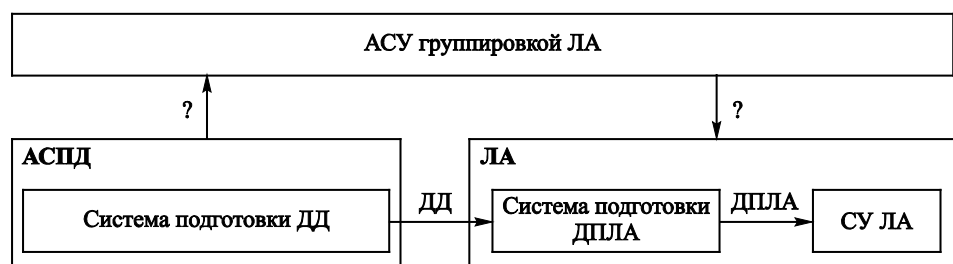 АСУ группировкой ЛА
?
?
АСПД
ЛА
Система подготовки ДД
ДД
Система подготовки
ДПЛА
ДПЛА
СУ ЛА